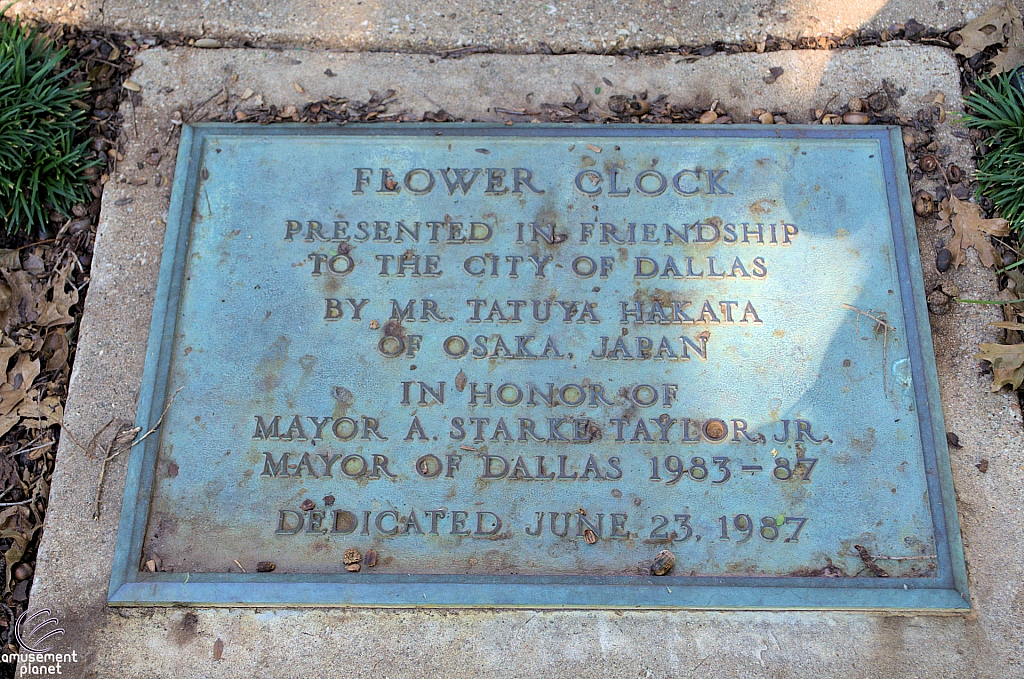 FLOWER CLOCK
PRESENTED IN FRIENDSHIP
TO THE CITY OF DALLAS
BY MR. TATUYA HAKATA
OF OSAKA, JAPAN
IN HONOR OF
MAYOR A. STARKE TAYLOR, JR.
MAYOR OF DALLAS 1983-87
DEDICATED JUNE 23, 1987
amusement
planet